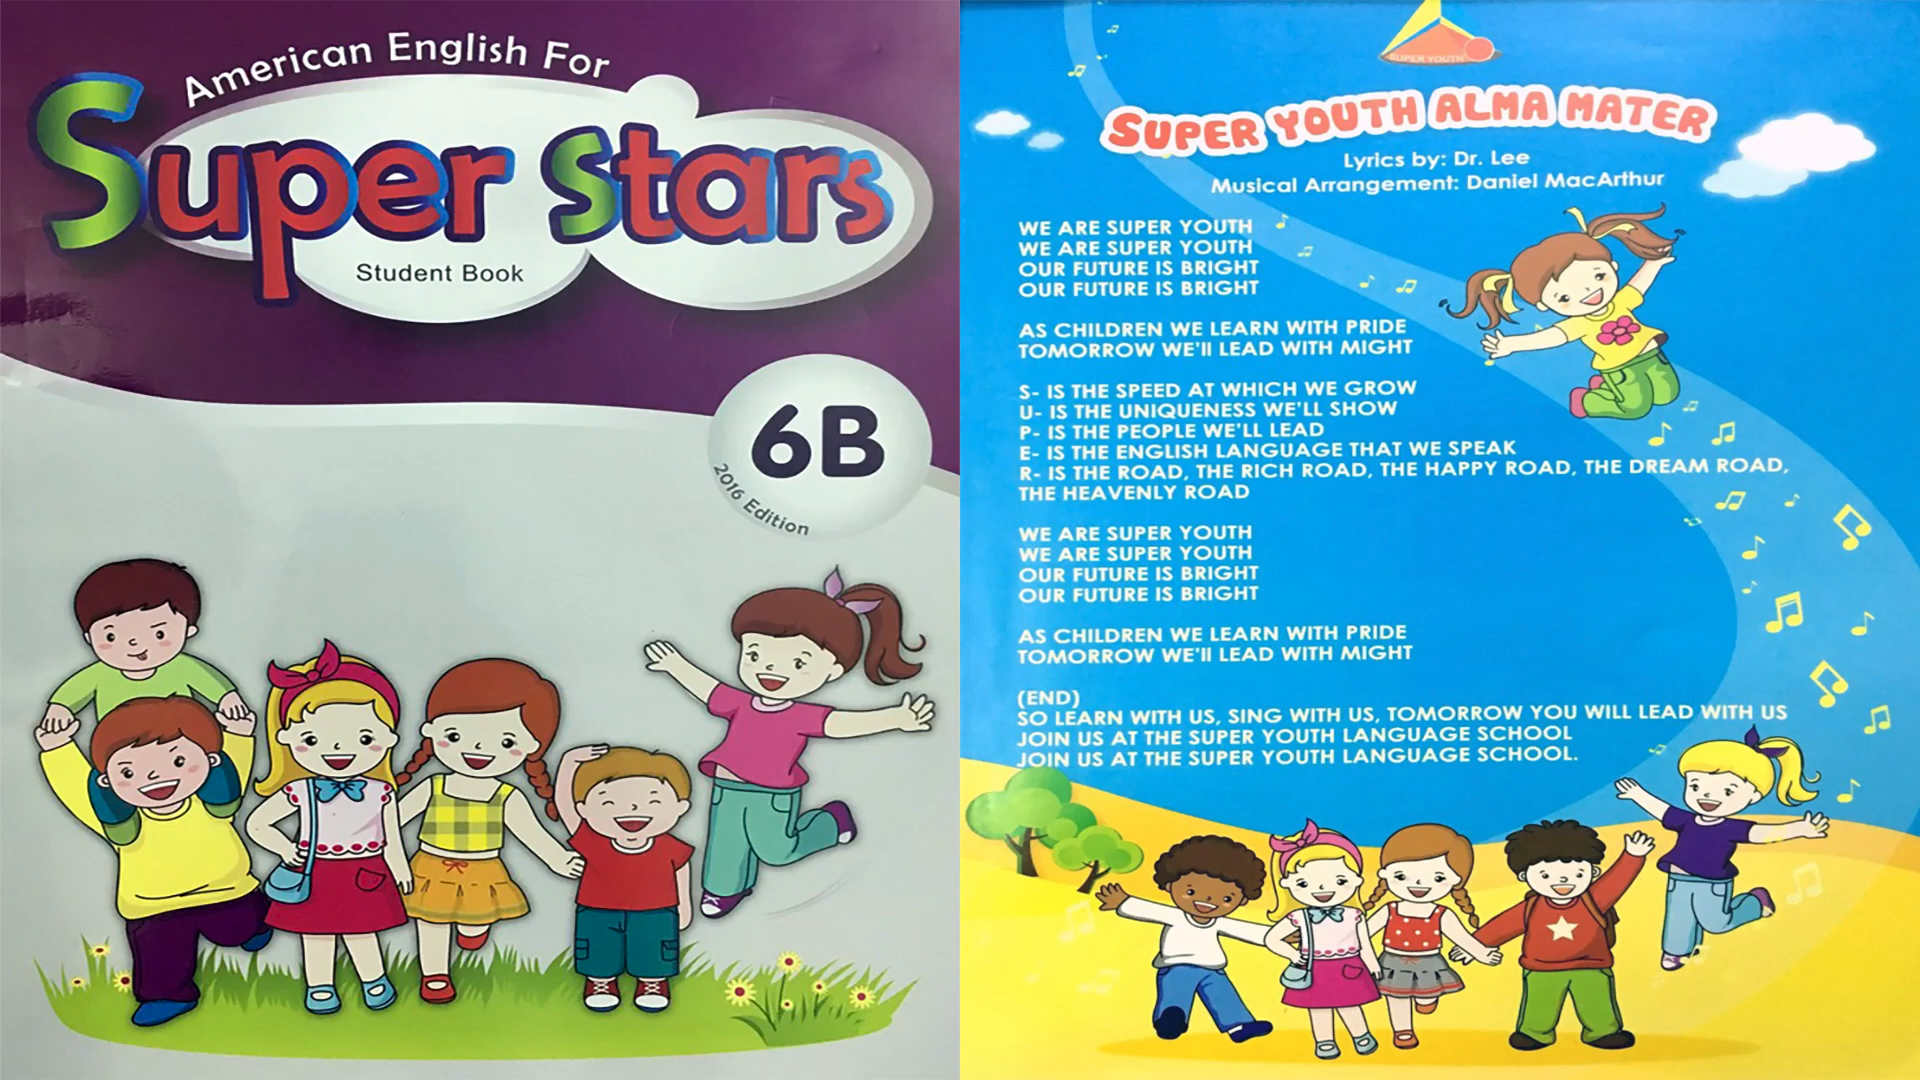 American English For
Super Stars
Student Book
6B
2016 Edition
SUPER YOUTH
SUPER YOUTH ALMA MATER
Lyrics by: Dr. Lee
Musical Arrangement: Daniel MacArthur
WE ARE SUPER YOUTH
WE ARE SUPER YOUTH
OUR FUTURE IS BRIGHT
OUR FUTURE IS BRIGHT
AS CHILDREN WE LEARN WITH PRIDE
TOMORROW WE'll LEAD WITH MIGHT
S- IS THE SPEED AT WHICH WE GROW
U- IS THE UNIQUENESS WE'LL SHOW
P- IS THE PEOPLE WE'LL LEAD
E- IS THE ENGLISH LANGUAGE THAT WE SPEAK
R- IS THE ROAD, THE RICH ROAD, THE HAPPY ROAD, THE DREAM ROAD,
THE HEAVENLY ROAD
WE ARE SUPER YOUTH
WE ARE SUPER YOUTH
OUR FUTURE IS BRIGHT
OUR FUTURE IS BRIGHT
AS CHILDREN WE LEARN WITH PRIDE
TOMORROW WE'll LEAD WITH MIGHT
(END)
SO LEARN WITH US, SING WITH US, TOMORROW YOU WILL LEAD WITH US
JOIN US AT THE SUPER YOUTH LANGUAGE SCHOOL
JOIN US AT THE SUPER YOUTH LANGUAGE SCHOOL.